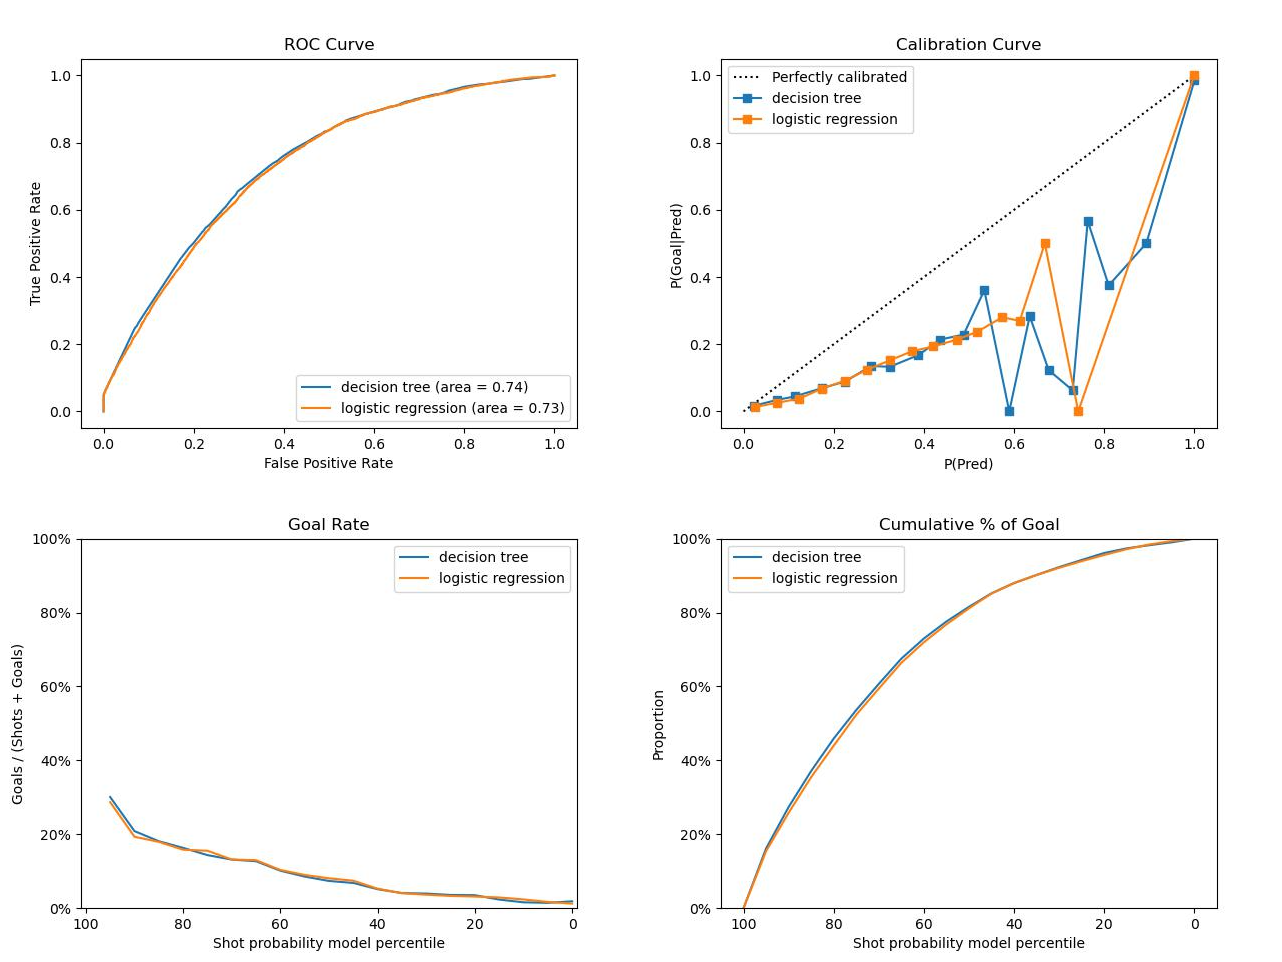 ROC Curve
1.0
0.8
0.6
0.4
0.2
0.0
True Positive Rate
decision tree (area = 0.74)
logistic regression (area = 0.73)
0.0 0.2 0.4 0.6 0.8 1.0
False Positive Rate
Calibration Curve
1.0
0.8
0.6
0.4
0.2
0.0
P(Goal|Pred)
Perfectly calibrated
decision tree
logistic regression
0.0 0.2 0.4 0.6 0.8 1.0
P(Pred)
Goal Rate
100%
80%
60%
40%
20%
0%
Goals / (Shots + Goals)
decision tree
logistic regression
100 80 60 40 20 0
Shot probability model percentile
Cumulative % of Goal
100%
80%
60%
40%
20%
0%
Proportion
decision tree
logistic regression
100 80 60 40 20 0
Shot probability model percentile